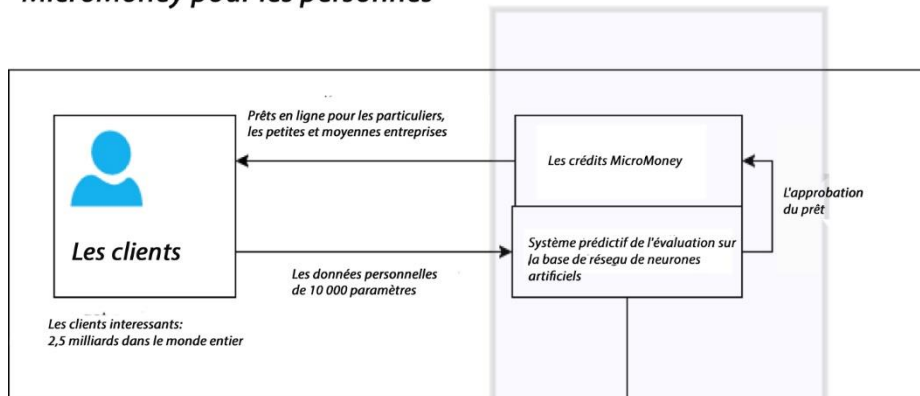 MicroMoney pour les personnes
Prêts en ligne pour les particuliers,
les petites et moyennes entreprises
Les clients
Les crédits MicroMoney
L'approbation
du prêt
Système prédictif de l'évaluation sur
la base de résegu de neurones
artificiels
Les données personnelles
de 10 000 paramètres
Les clients interessants:
2,5 milliards dans le monde entier